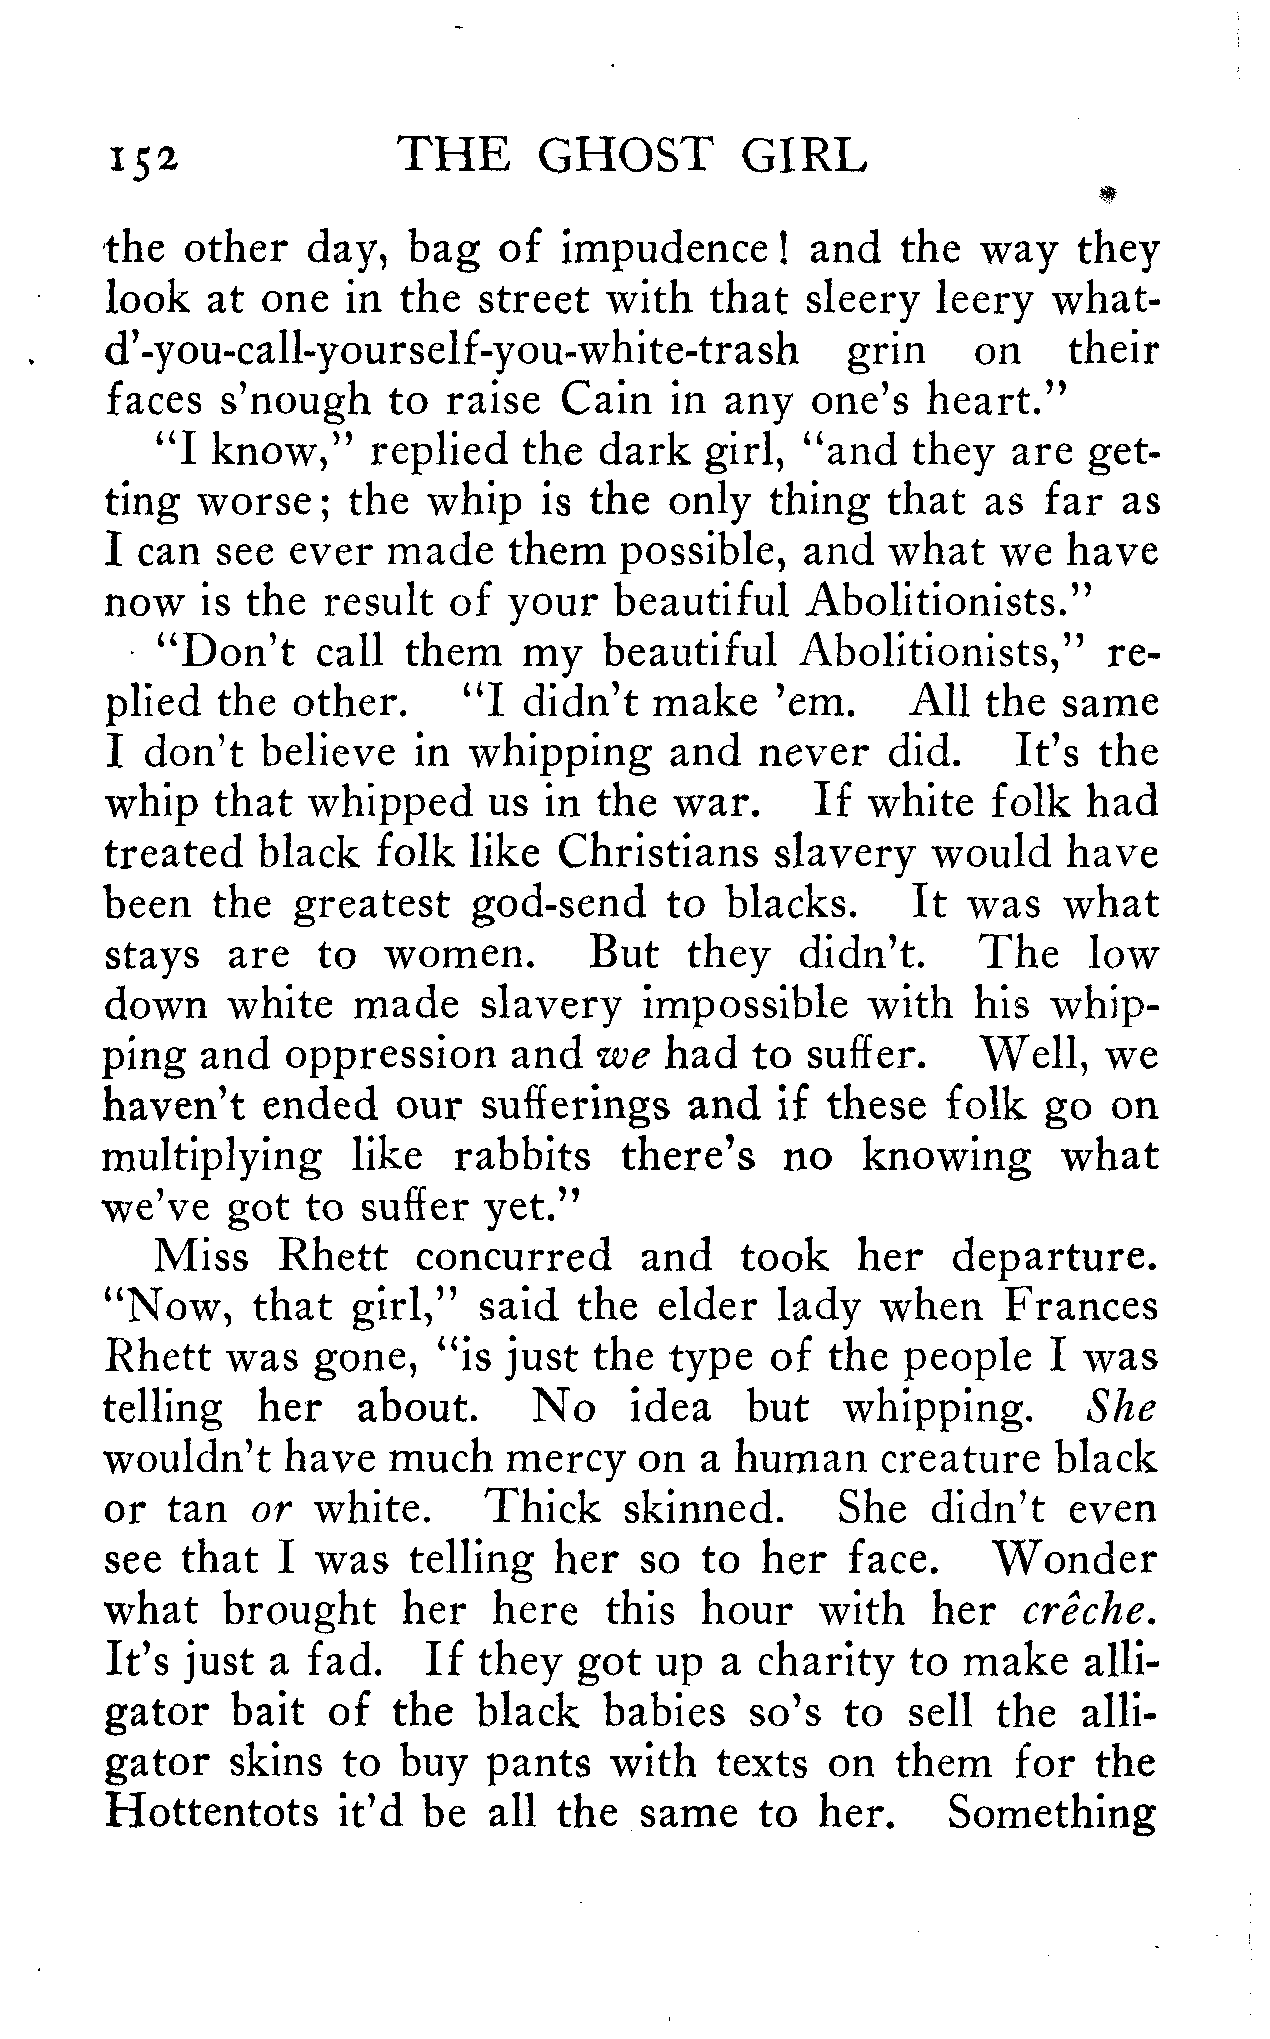 152 THE GHOST GIRL
the other day, bag of impudence! and the way they
look at one in the street with that sleery leery what-
d'-you-call-yourself-you-white-trash grin on their
faces s'nough to raise Cain in any one's heart."
"I know," replied the dark girl, "and they are get-
ting worse; the whip is the only thing that as far as
I can see ever made them possible, and what we have
now is the result of your beautiful Abolitionists."
"Don't call them my beautiful Abolitionists," re-
plied the other. "I didn't make 'em. All the same
I don't believe in whipping and never did. It's the
whip that whipped us in the war. If white folk had
treated black folk like Christians slavery would have
been the greatest god-send to blacks. It was what
stays are to women. But they didn't. The low
down white made slavery impossible with his whip-
ping and oppression and we had to suffer. Well, we
haven't ended our sufferings and if these folk go on
multiplying like rabbits there's no knowing what
we've got to suffer yet."
Miss Rhett concurred and took her departure.
"Now, that girl," said the elder lady when Frances
Rhett was gone, "is just the type of the people I was
telling her about. No idea but whipping. She
wouldn't have much mercy on a human creature black
or tan or white. Thick skinned. She didn't even
see that I was telling her so to her face. Wonder
what brought her here this hour with her crêche.
It's just a fad. If they got up a charity to make alli-
gator bait of the black babies so's to sell the alli-
gator skins to buy pants with texts on them for the
Hottentots it'd be all the same to her. Something